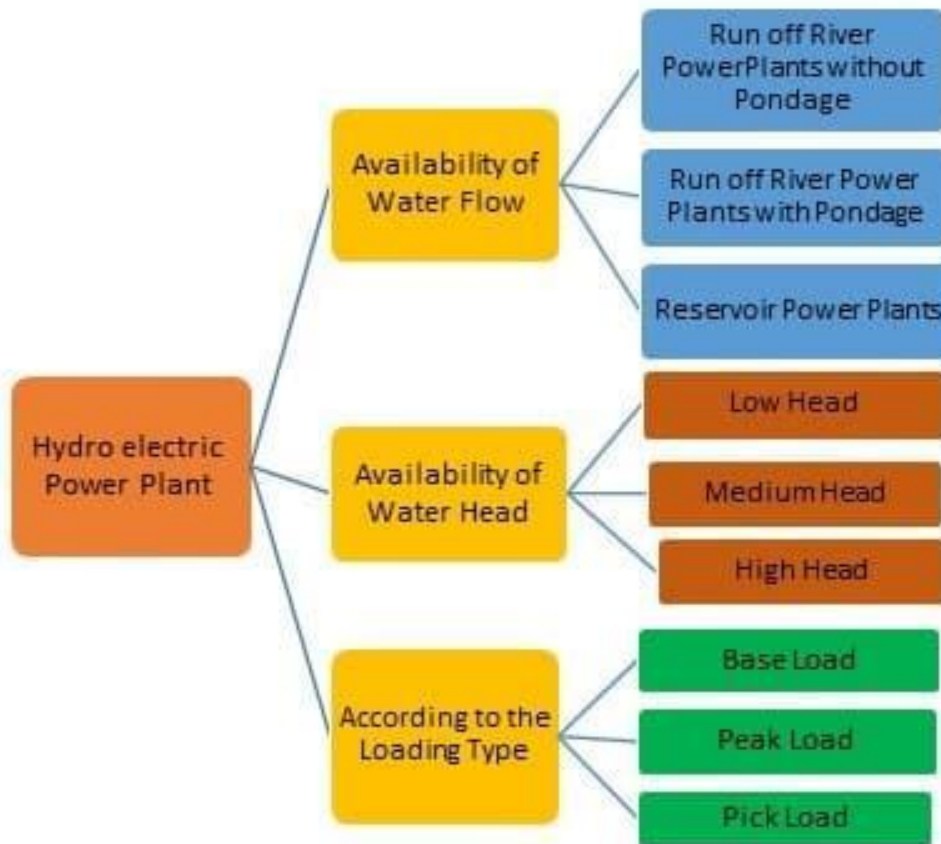 Hydro electric
Power Plant
Availability of
Water Flow
Run off River
PowerPlants without
Pondage
Run off River Power
Plants with Pondage
Reservoir Power Plants
Availability of
Water Head
Low Head
Medium Head
High Head
According to the
Loading Type
Base Load
Peak Load
Pick Load